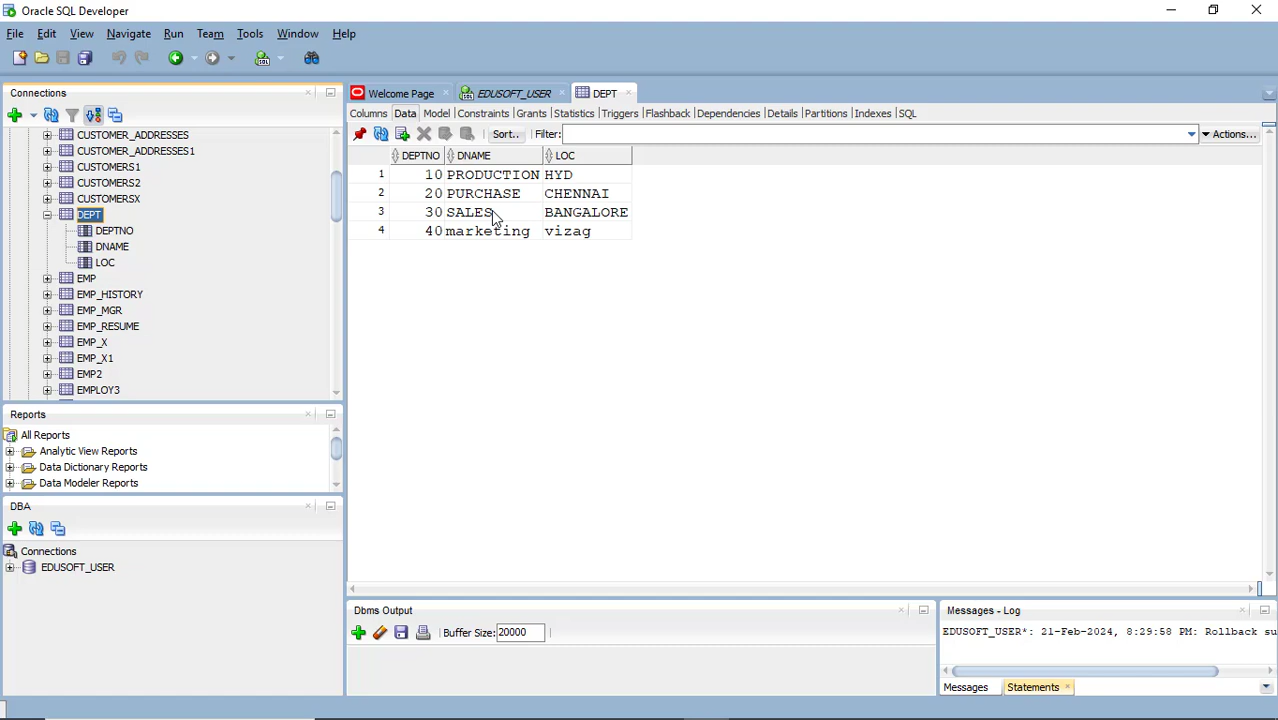 Oracle SQL Developer
File Edit View Navigate Run Team Tools Window Help
Connections
CUSTOMER_ADDRESSES
CUSTOMER_ADDRESSES1
CUSTOMERS1
CUSTOMERS2
CUSTOMERSX
DEPT
DEPTNO
DNAME
LOC
EMP
EMP_HISTORY
EMP_MGR
EMP_RESUME
EMP_X
EMP_X1
EMP2
EMPLOY3
Reports
All Reports
Analytic View Reports
Data Dictionary Reports
Data Modeler Reports
DBA
Connections
EDUSOFT_USER
Welcome Page EDUSOFT_USER DEPT
Columns Data Model Constraints Grants Statistics Triggers Flashback Dependencies Details Partitions Indexes SQL
Sort.. Filter: Actions...
DEPTNO DNAME LOC
1 10 PRODUCTION HYD
2 20 PURCHASE CHENNAI
3 30 SALES BANGALORE
4 40 marketing vizag
Dbms Output
Buffer Size: 20000
Messages - Log
EDUSOFT_USER*: 21-Feb-2024, 8:29:58 PM: Rollback su
Messages Statements